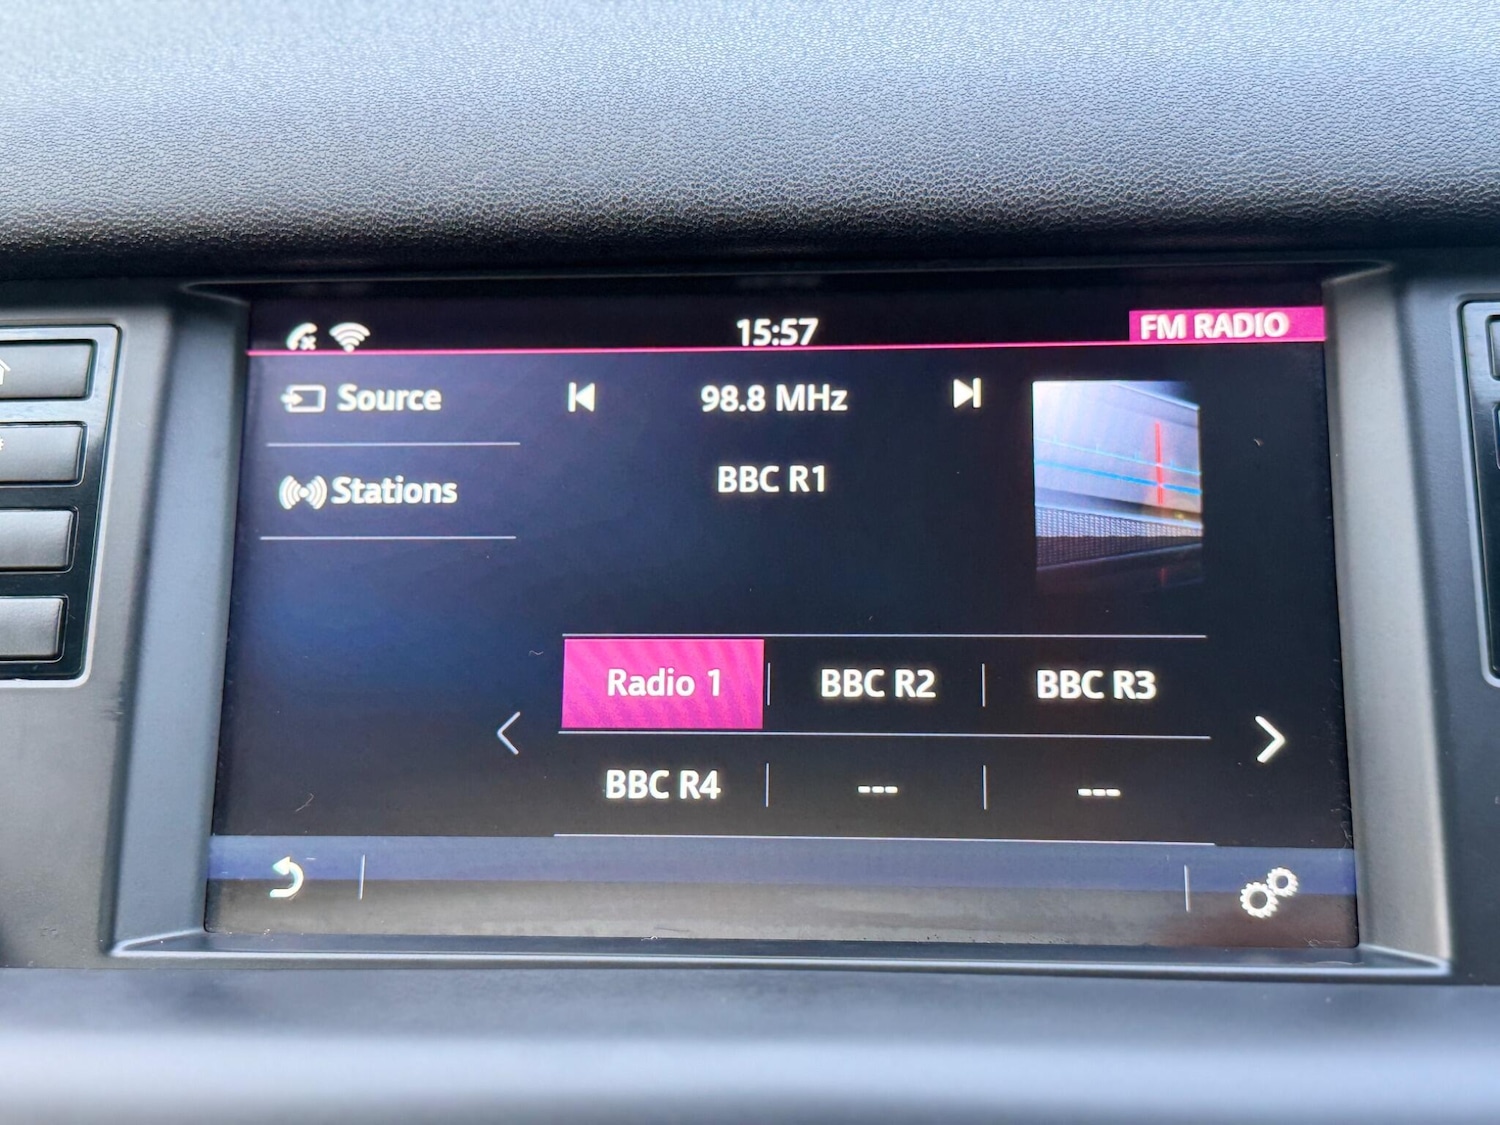 15:57
FM RADIO
Source
98.8 MHz
Stations
BBC R1
Radio 1
BBC R2
BBC R3
BBC R4
---
---